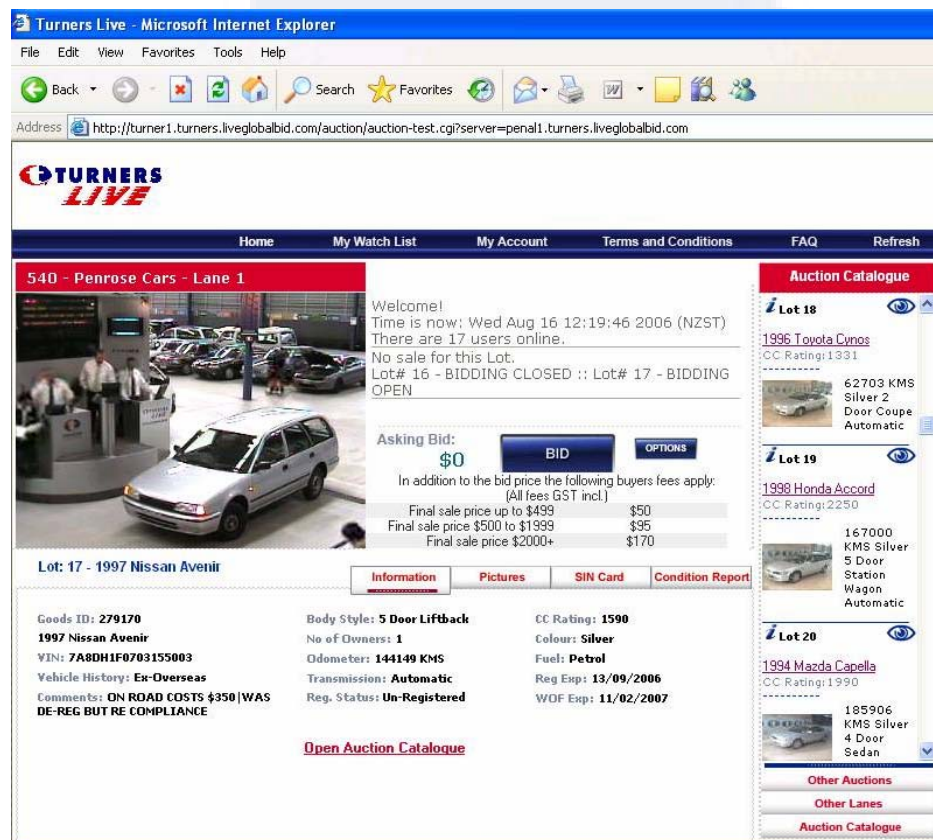 Turners Live - Microsoft Internet Explorer
File Edit View Favorites Tools Help
Back Search Favorites
Address http://turner1.turners.liveglobalbid.com/auction/auction-test.cgi?server=penal1.turners.liveglobalbid.com
TURNERS
LIVE
Home My Watch List My Account Terms and Conditions FAQ Refresh
540 - Penrose Cars - Lane 1
Welcome!
Time is now: Wed Aug 16 12:19:46 2006 (NZST)
There are 17 users online.
No sale for this Lot.
Lot# 16 - BIDDING CLOSED :: Lot# 17 - BIDDING
OPEN
Asking Bid:
$0
BID
OPTIONS
In addition to the bid price the following buyers fees apply:
(All fees GST incl.)
Final sale price up to $499 $50
Final sale price $500 to $1999 $95
Final sale price $2000+ $170
Lot: 17 - 1997 Nissan Avenir
Information Pictures SIN Card Condition Report
Goods ID: 279170 Body Style: 5 Door Liftback CC Rating: 1590
1997 Nissan Avenir No of Owners: 1 Colour: Silver
VIN: 7A8DH1F0703155003 Odometer: 144149 KMS Fuel: Petrol
Vehicle History: Ex-Overseas Transmission: Automatic Reg Exp: 13/09/2006
Comments: ON ROAD COSTS $350|WAS Reg. Status: Un-Registered WOF Exp: 11/02/2007
DE-REG BUT RE COMPLIANCE
Open Auction Catalogue
Auction Catalogue
i Lot 18
1996 Toyota Cynos
CC Rating:1331
62703 KMS
Silver 2
Door Coupe
Automatic
i Lot 19
1998 Honda Accord
CC Rating:2250
167000
KMS Silver
5 Door
Station
Wagon
Automatic
i Lot 20
1994 Mazda Capella
CC Rating:1990
185906
KMS Silver
4 Door
Sedan
Other Auctions
Other Lanes
Auction Catalogue